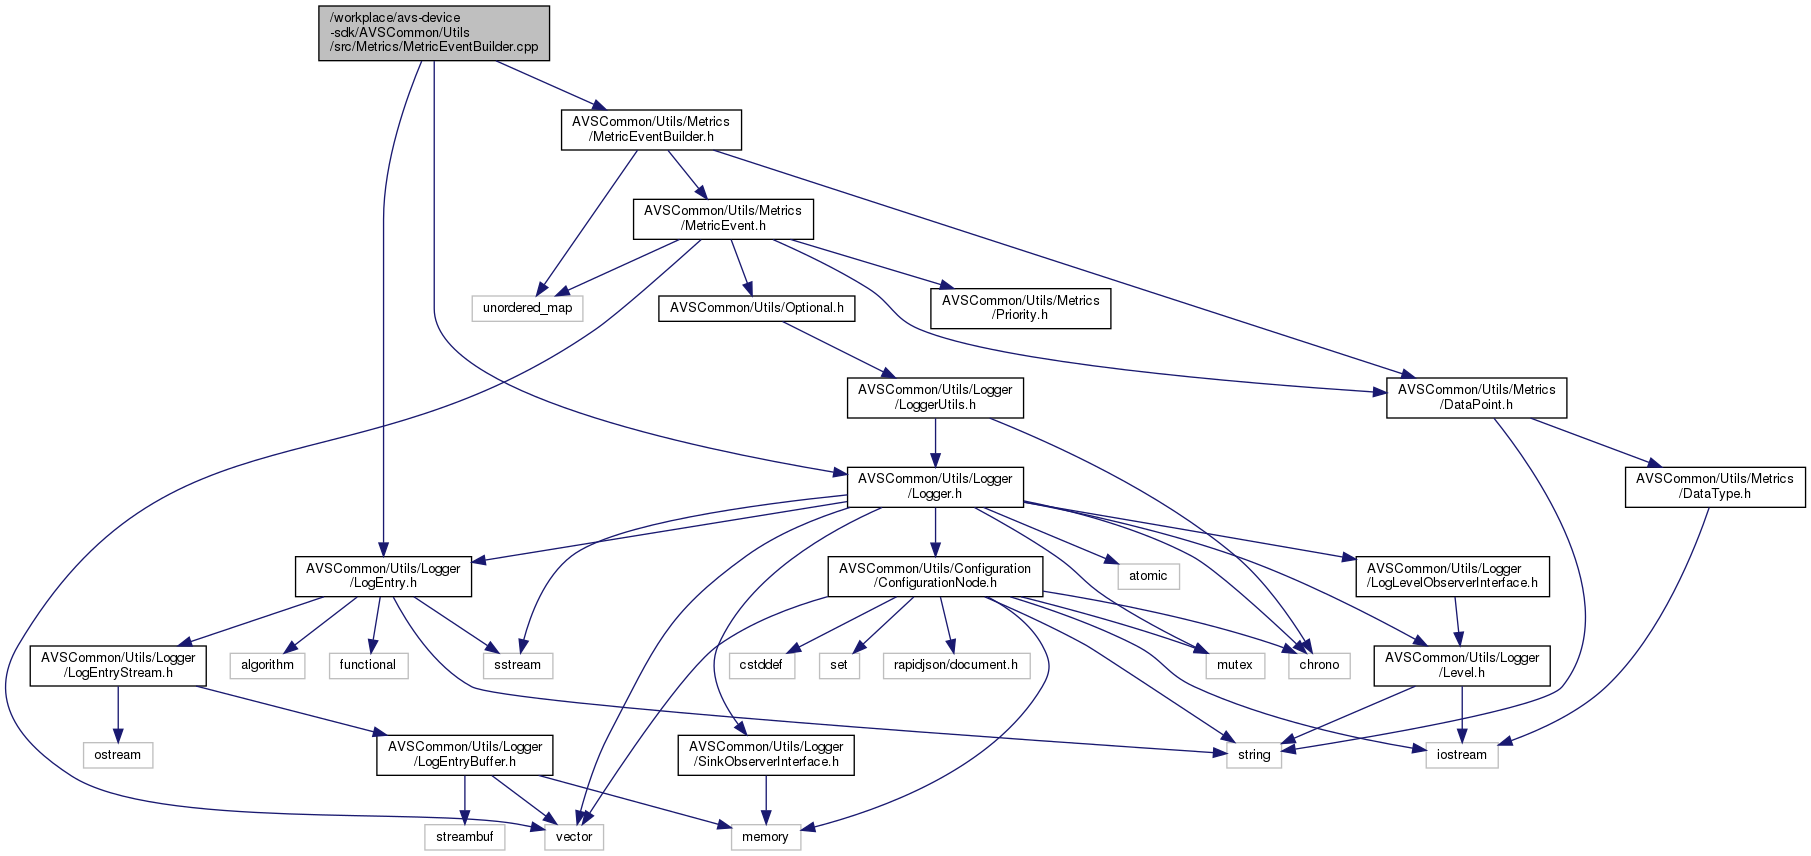 /workplace/avs-device
-sdk/AVSCommon/Utils
/src/Metrics/MetricEventBuilder.cpp
AVSCommon/Utils/Metrics
/MetricEventBuilder.h
AVSCommon/Utils/Metrics
/MetricEvent.h
unordered_map
AVSCommon/Utils/Optional.h
AVSCommon/Utils/Metrics
/Priority.h
AVSCommon/Utils/Logger
/LoggerUtils.h
AVSCommon/Utils/Metrics
/DataPoint.h
AVSCommon/Utils/Logger
/Logger.h
AVSCommon/Utils/Metrics
/DataType.h
AVSCommon/Utils/Logger
/LogEntry.h
AVSCommon/Utils/Configuration
/ConfigurationNode.h
atomic
AVSCommon/Utils/Logger
/LogLevelObserverInterface.h
AVSCommon/Utils/Logger
/LogEntryStream.h
algorithm
functional
sstream
cstddef
set
rapidjson/document.h
mutex
chrono
AVSCommon/Utils/Logger
/Level.h
ostream
AVSCommon/Utils/Logger
/LogEntryBuffer.h
AVSCommon/Utils/Logger
/SinkObserverInterface.h
string
iostream
streambuf
vector
memory